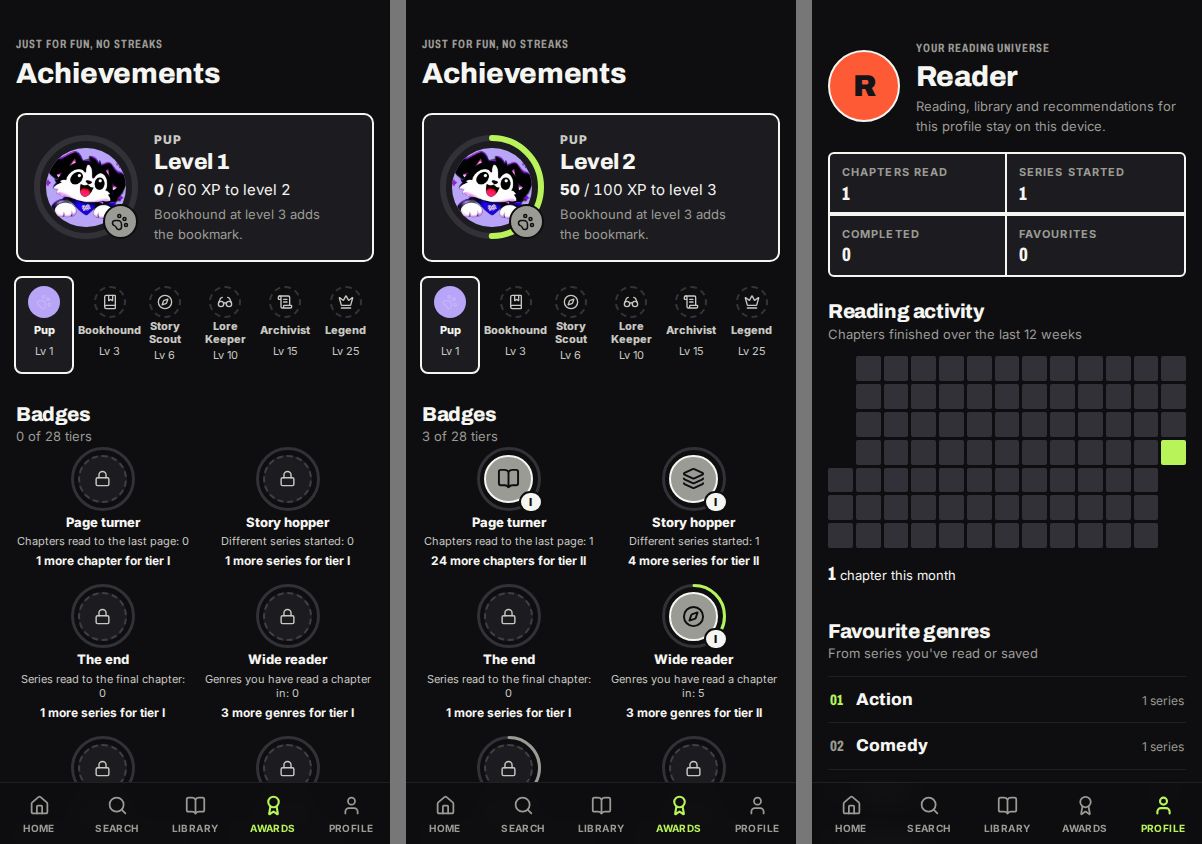 JUST FOR FUN, NO STREAKS
Achievements
PUP
Level 1
0 / 60 XP to level 2
Bookhound at level 3 adds
the bookmark.
Pup
Lv 1
Bookhound
Lv 3
Story
Scout
Lv 6
Lore
Keeper
Lv 10
Archivist
Lv 15
Legend
Lv 25
Badges
0 of 28 tiers
Page turner
Chapters read to the last page: 0
1 more chapter for tier I
Story hopper
Different series started: 0
1 more series for tier I
The end
Series read to the final chapter:
0
1 more series for tier I
Wide reader
Genres you have read a chapter
in: 0
3 more genres for tier I
HOME
SEARCH
LIBRARY
AWARDS
PROFILE
JUST FOR FUN, NO STREAKS
Achievements
PUP
Level 2
50 / 100 XP to level 3
Bookhound at level 3 adds
the bookmark.
Pup
Lv 1
Bookhound
Lv 3
Story
Scout
Lv 6
Lore
Keeper
Lv 10
Archivist
Lv 15
Legend
Lv 25
Badges
3 of 28 tiers
I
Page turner
Chapters read to the last page: 1
24 more chapters for tier II
I
Story hopper
Different series started: 1
4 more series for tier II
The end
Series read to the final chapter:
0
1 more series for tier I
I
Wide reader
Genres you have read a chapter
in: 5
3 more genres for tier II
HOME
SEARCH
LIBRARY
AWARDS
PROFILE
R
YOUR READING UNIVERSE
Reader
Reading, library and recommendations for
this profile stay on this device.
CHAPTERS READ
1
SERIES STARTED
1
COMPLETED
0
FAVOURITES
0
Reading activity
Chapters finished over the last 12 weeks
1 chapter this month
Favourite genres
From series you've read or saved
01 Action 1 series
02 Comedy 1 series
HOME
SEARCH
LIBRARY
AWARDS
PROFILE